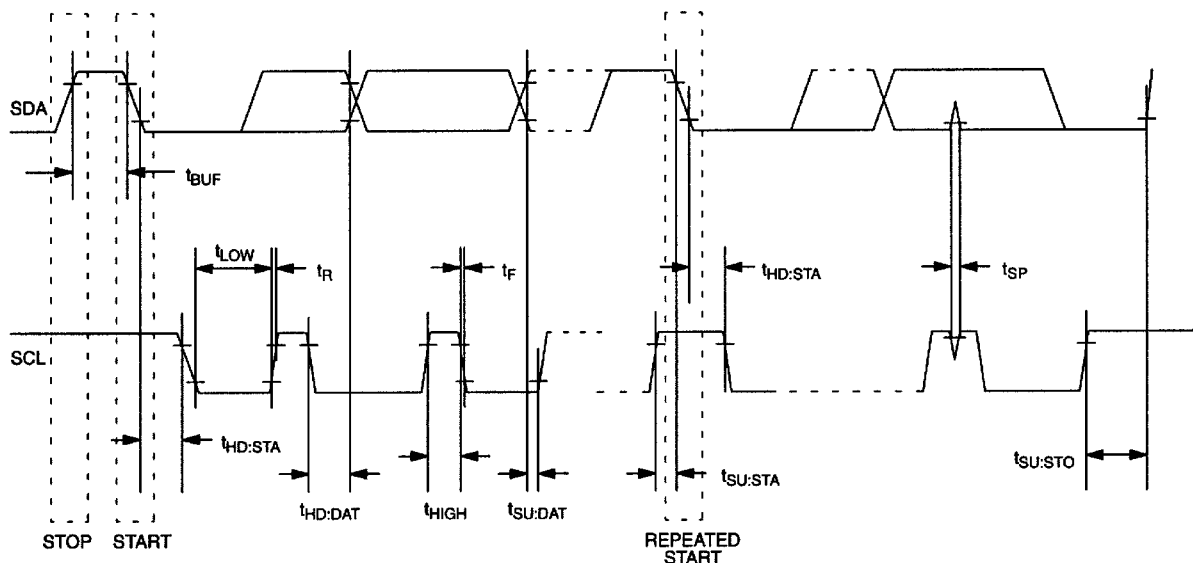 SDA
tBUF
tLOW
tR
tF
tHD:STA
tSP
SCL
tHD:STA
tSU:STA
tSU:STO
tHD:DAT
tHIGH
tSU:DAT
STOP
START
REPEATED
START